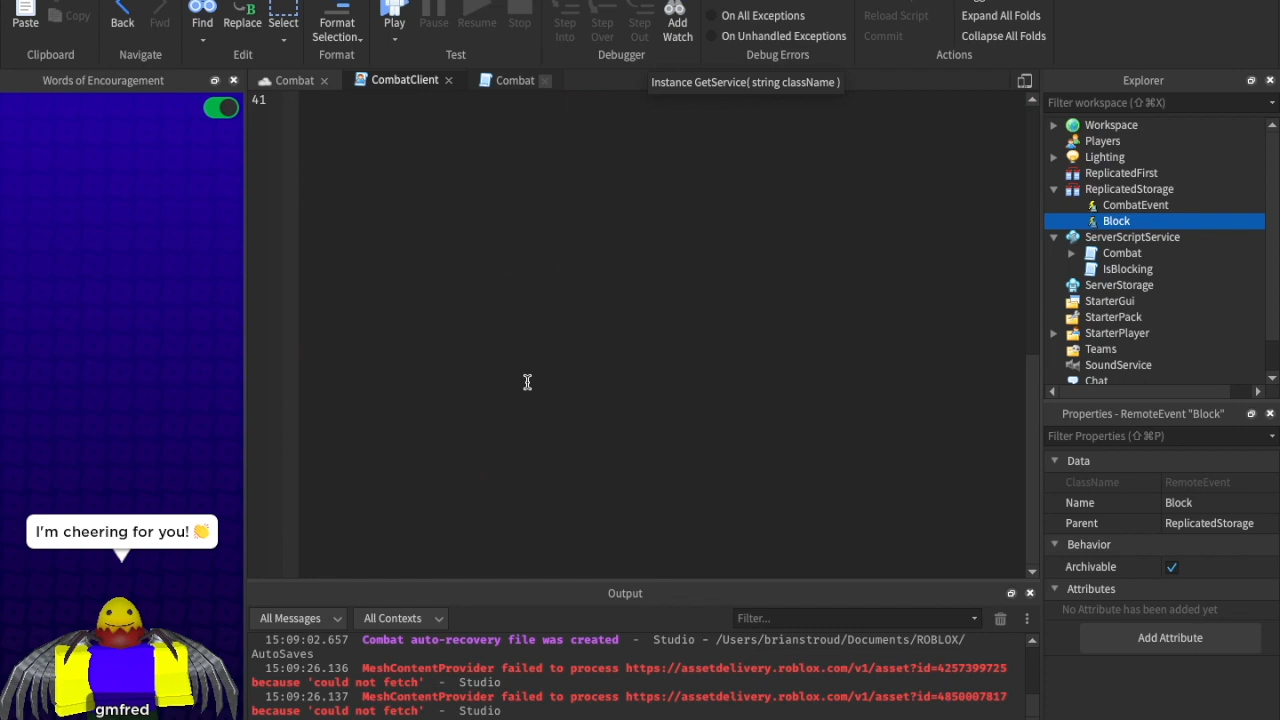 Paste
Copy
Back
Fwd
Find
Replace
Select
Format
Selection
Play
Pause
Resume
Stop
Step
Into
Step
Over
Step
Out
Add
Watch
On All Exceptions
On Unhandled Exceptions
Reload Script
Commit
Expand All Folds
Collapse All Folds
Clipboard
Navigate
Edit
Format
Test
Debugger
Debug Errors
Actions
Words of Encouragement
Combat
CombatClient
Combat
Instance GetService( string className )
41
I'm cheering for you! 👏
gmfred
Explorer
Filter workspace (⇧⌘X)
Workspace
Players
Lighting
ReplicatedFirst
ReplicatedStorage
CombatEvent
Block
ServerScriptService
Combat
IsBlocking
ServerStorage
StarterGui
StarterPack
StarterPlayer
Teams
SoundService
Chat
Properties - RemoteEvent "Block"
Filter Properties (⇧⌘P)
Data
ClassName RemoteEvent
Name Block
Parent ReplicatedStorage
Behavior
Archivable
Attributes
No Attribute has been added yet
Add Attribute
Output
All Messages
All Contexts
Filter...
15:09:02.657 Combat auto-recovery file was created - Studio - /Users/brianstroud/Documents/ROBLOX/
AutoSaves
15:09:26.136 MeshContentProvider failed to process https://assetdelivery.roblox.com/v1/asset?id=4257399725
because 'could not fetch' - Studio
15:09:26.137 MeshContentProvider failed to process https://assetdelivery.roblox.com/v1/asset?id=4850007817
because 'could not fetch' - Studio